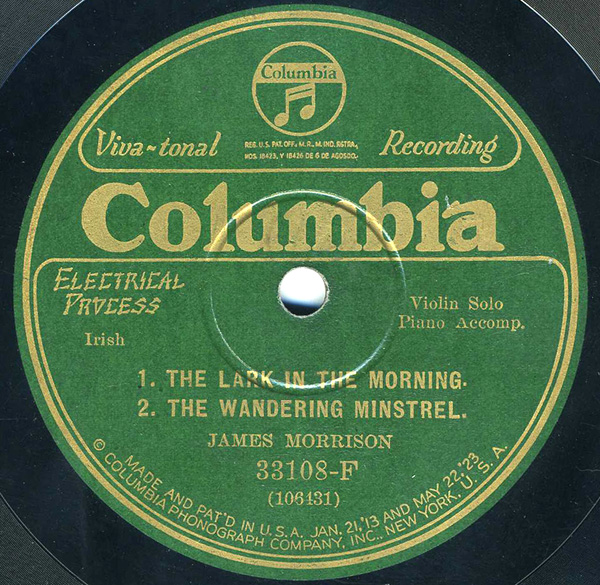 Columbia
Viva-tonal
REG. U.S. PAT. OFF. M. R. M. IND. RGTRA.
NOS. 18423, Y 18426 DE 6 DE AGOSDO.
Recording
Columbia
ELECTRICAL
PROCESS
Irish
Violin Solo
Piano Accomp.
1. THE LARK IN THE MORNING.
2. THE WANDERING MINSTREL.
JAMES MORRISON
33108-F
(106431)
MADE AND PAT'D IN U.S.A. JAN. 21,'13 AND MAY 22,'23
© COLUMBIA PHONOGRAPH COMPANY, INC., NEW YORK, U.S.A.